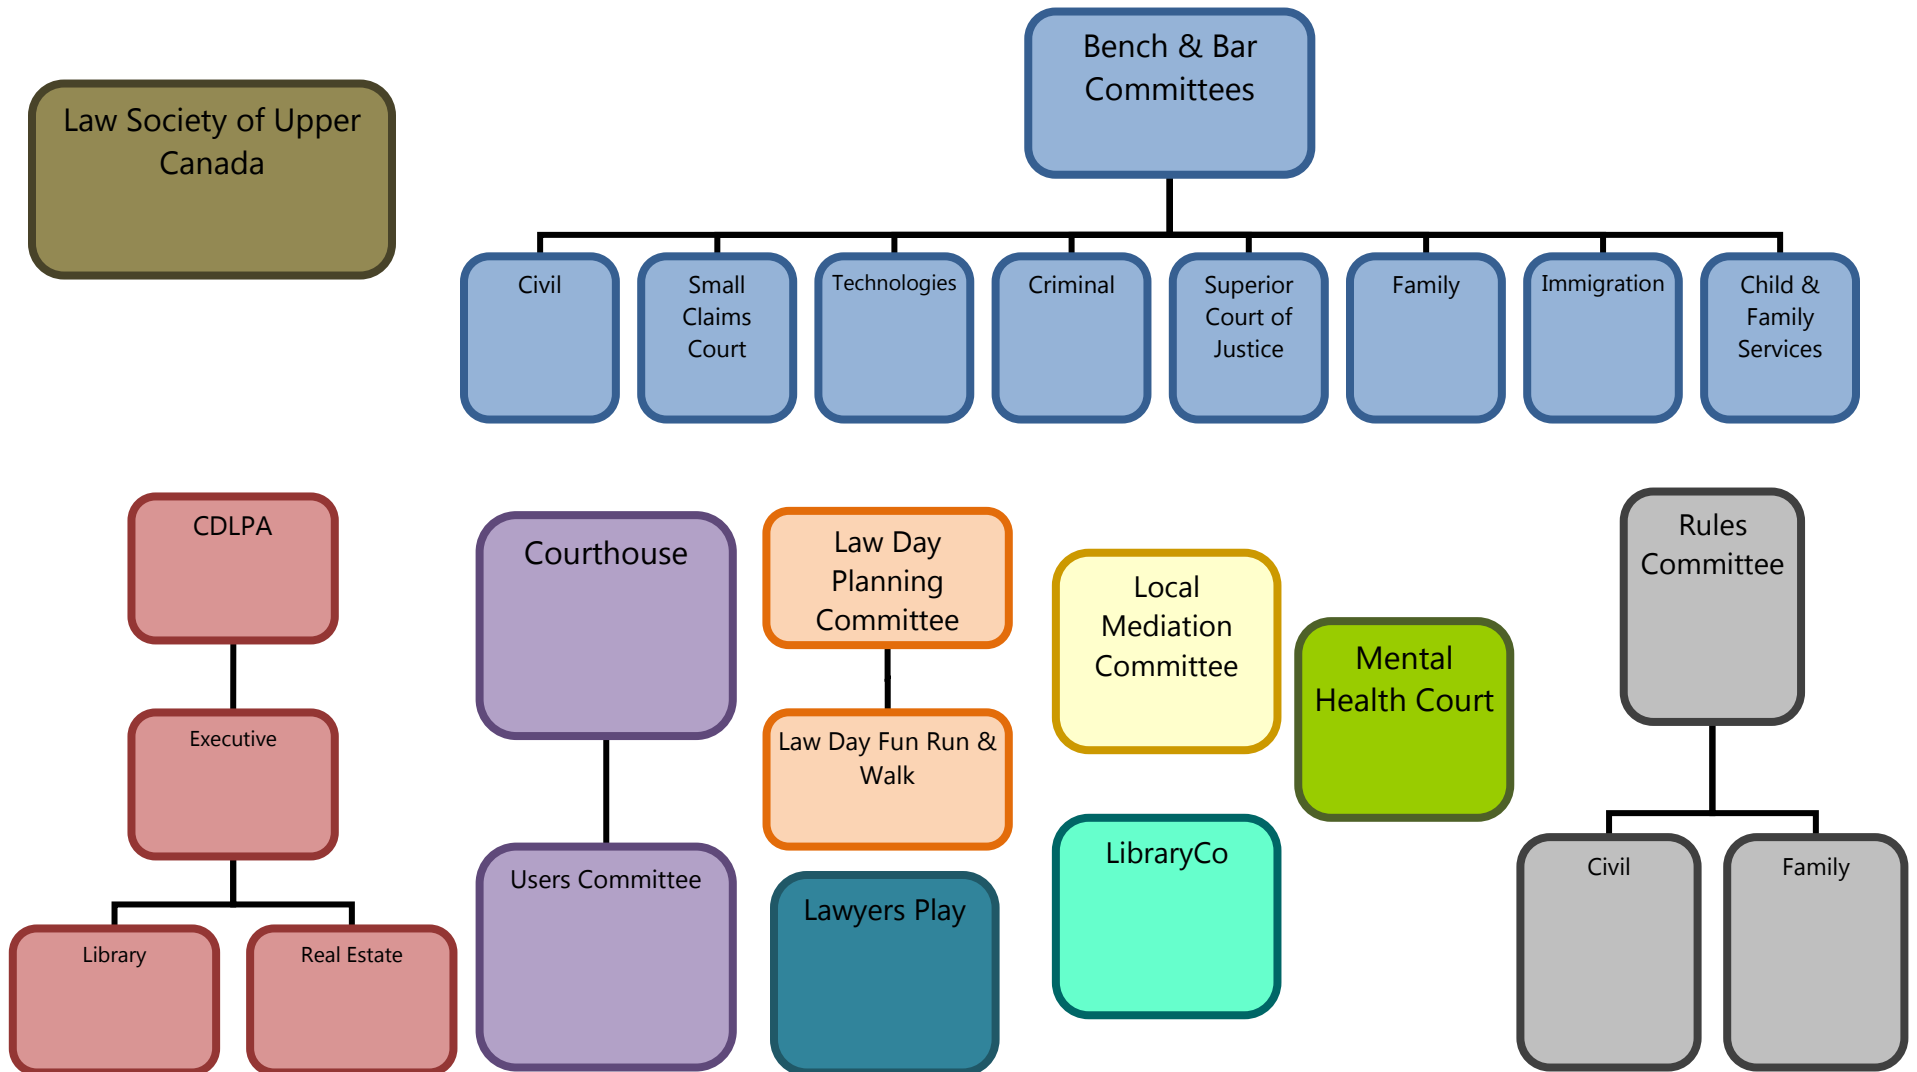 Bench & Bar
Committees
Law Society of Upper
Canada
Civil
Small
Claims
Court
Technologies
Criminal
Superior
Court of
Justice
Family
Immigration
Child &
Family
Services
CDLPA
Executive
Library
Real Estate
Courthouse
Users Committee
Law Day
Planning
Committee
Law Day Fun Run &
Walk
Lawyers Play
Local
Mediation
Committee
LibraryCo
Mental
Health Court
Rules
Committee
Civil
Family